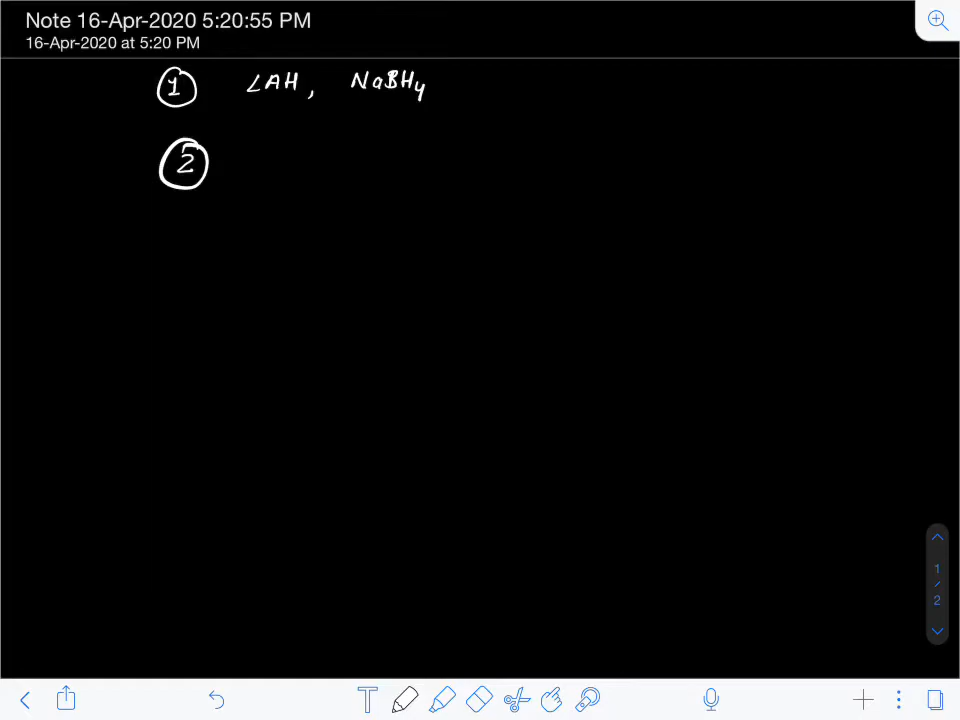 Note 16-Apr-2020 5:20:55 PM
16-Apr-2020 at 5:20 PM
1 LAH, NaBH4
2
1
/
2
T